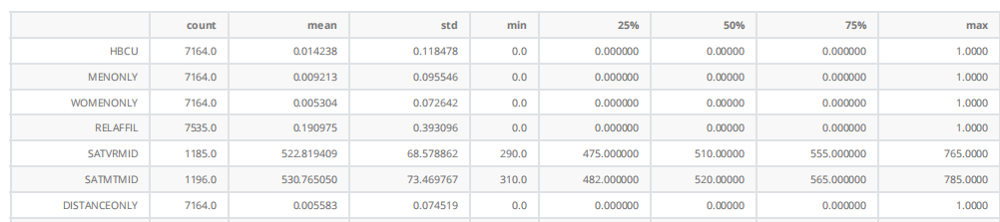 count mean std min 25% 50% 75% max
HBCU 7164.0 0.014238 0.118478 0.0 0.000000 0.00000 0.000000 1.0000
MENONLY 7164.0 0.009213 0.095546 0.0 0.000000 0.00000 0.000000 1.0000
WOMENONLY 7164.0 0.005304 0.072642 0.0 0.000000 0.00000 0.000000 1.0000
RELAFFIL 7535.0 0.190975 0.393096 0.0 0.000000 0.00000 0.000000 1.0000
SATVRMID 1185.0 522.819409 68.578862 290.0 475.000000 510.00000 555.000000 765.0000
SATMTMID 1196.0 530.765050 73.469767 310.0 482.000000 520.00000 565.000000 785.0000
DISTANCEONLY 7164.0 0.005583 0.074519 0.0 0.000000 0.00000 0.000000 1.0000